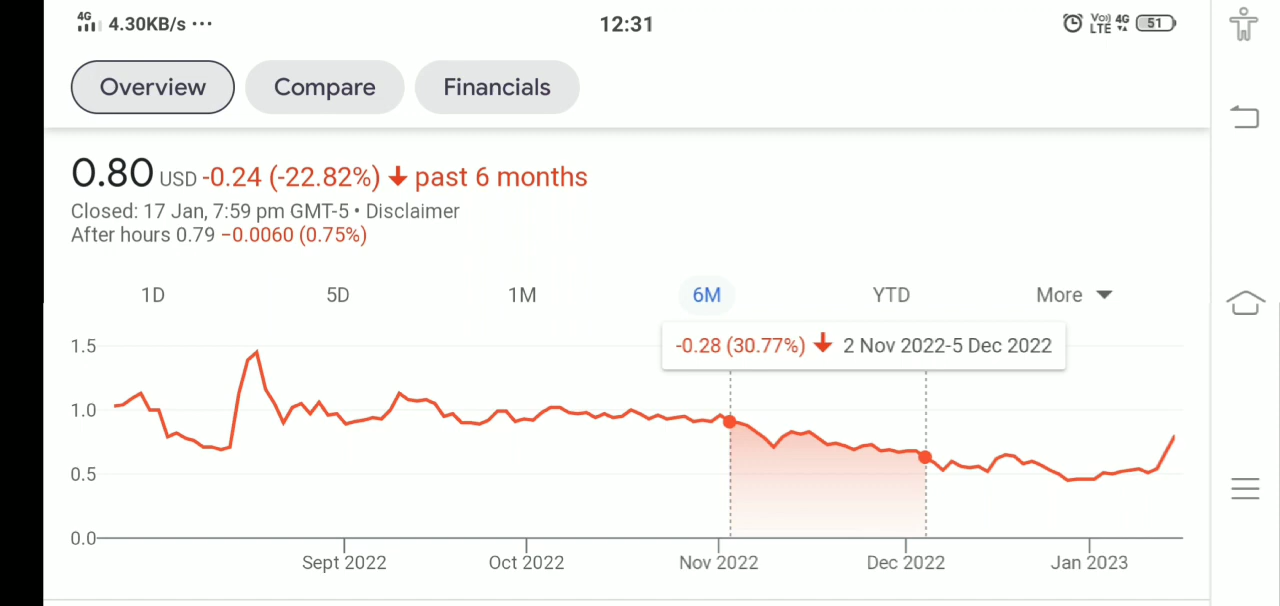 4G 4.30KB/s ··· 12:31 Vo) LTE 4G 51
Overview Compare Financials
0.80 USD -0.24 (-22.82%) ↓ past 6 months
Closed: 17 Jan, 7:59 pm GMT-5 • Disclaimer
After hours 0.79 −0.0060 (0.75%)
1D 5D 1M 6M YTD More
-0.28 (30.77%) ↓ 2 Nov 2022-5 Dec 2022
1.5
1.0
0.5
0.0
Sept 2022 Oct 2022 Nov 2022 Dec 2022 Jan 2023